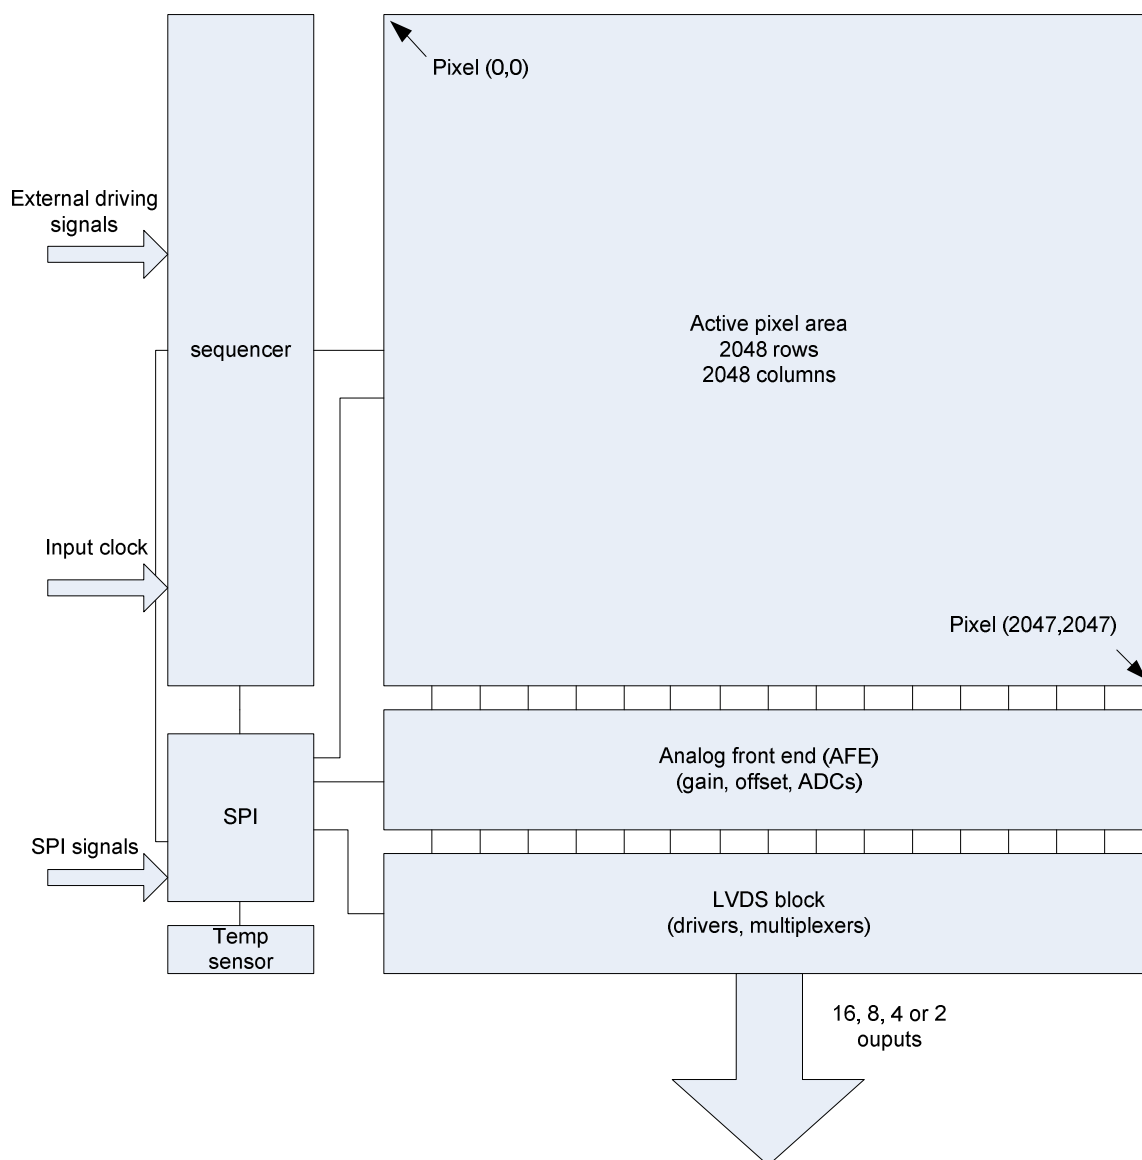 Pixel (0,0)
External driving
signals
sequencer
Active pixel area
2048 rows
2048 columns
Input clock
Pixel (2047,2047)
Analog front end (AFE)
(gain, offset, ADCs)
SPI
SPI signals
LVDS block
(drivers, multiplexers)
Temp
sensor
16, 8, 4 or 2
ouputs